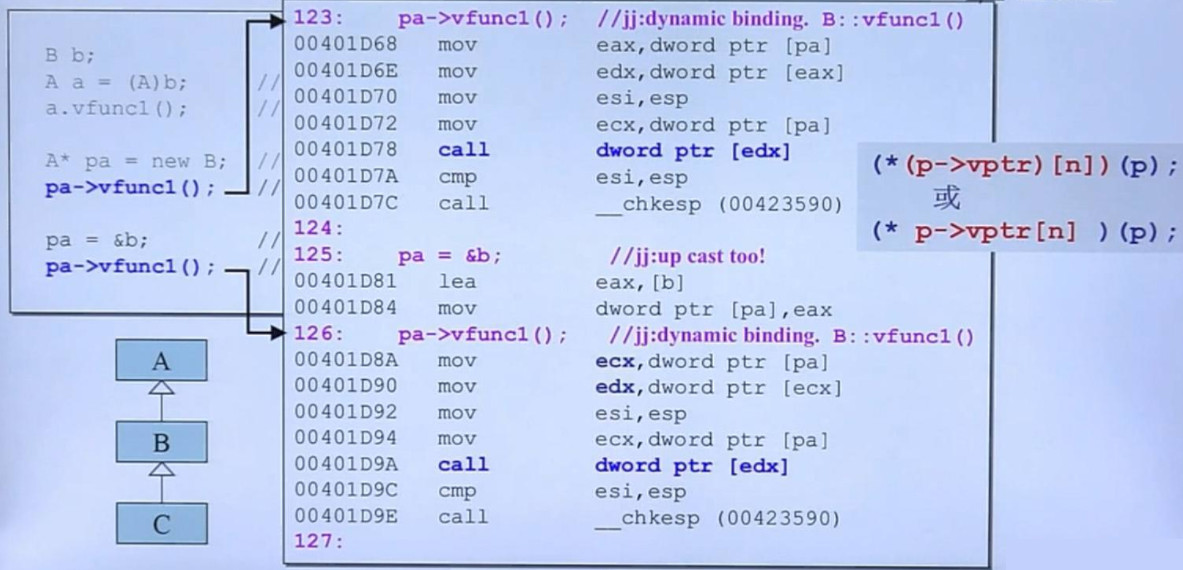 B b;
A a = (A)b; //
a.vfunc1(); //
A* pa = new B; //
pa->vfunc1(); //
pa = &b; //
pa->vfunc1(); //
A
B
C
123: pa->vfunc1(); //jj:dynamic binding. B::vfunc1()
00401D68 mov eax,dword ptr [pa]
00401D6E mov edx,dword ptr [eax]
00401D70 mov esi,esp
00401D72 mov ecx,dword ptr [pa]
00401D78 call dword ptr [edx]
00401D7A cmp esi,esp
00401D7C call __chkesp (00423590)
124:
125: pa = &b; //jj:up cast too!
00401D81 lea eax,[b]
00401D84 mov dword ptr [pa],eax
126: pa->vfunc1(); //jj:dynamic binding. B::vfunc1()
00401D8A mov ecx,dword ptr [pa]
00401D90 mov edx,dword ptr [ecx]
00401D92 mov esi,esp
00401D94 mov ecx,dword ptr [pa]
00401D9A call dword ptr [edx]
00401D9C cmp esi,esp
00401D9E call __chkesp (00423590)
127:
(*(p->vptr)[n])(p);
或
(* p->vptr[n] )(p);